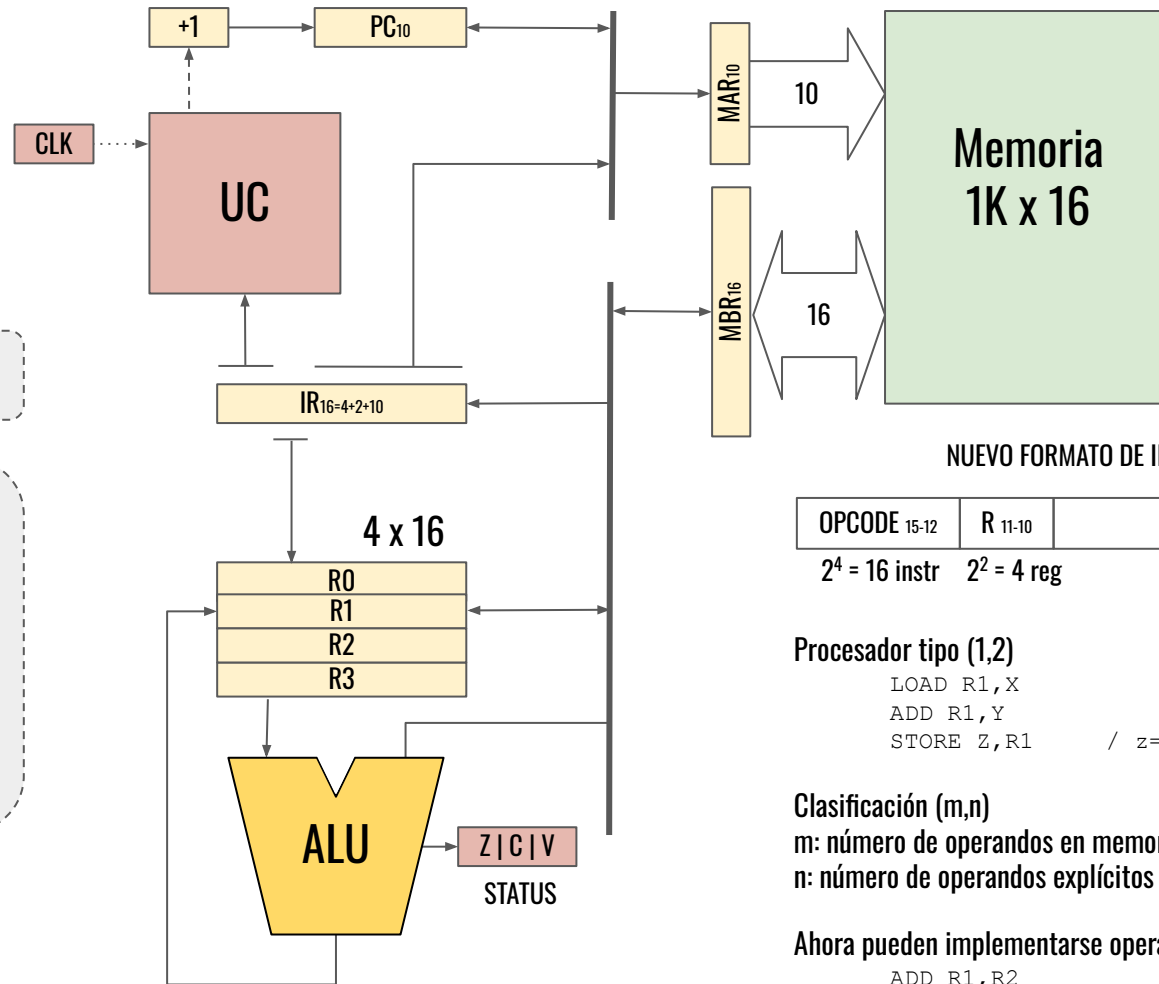 +1
PC10
CLK
UC
MAR10
10
Memoria
1K x 16
MBR16
16
IR16=4+2+10
4 x 16
R0
R1
R2
R3
ALU
Z | C | V
STATUS
NUEVO FORMATO DE
OPCODE 15-12
R 11-10
2⁴ = 16 instr
2² = 4 reg
Procesador tipo (1,2)
LOAD R1,X
ADD R1,Y
STORE Z,R1 / z=
Clasificación (m,n)
m: número de operandos en
n: número de operandos explícitos
Ahora pueden implementarse
ADD R1,R2